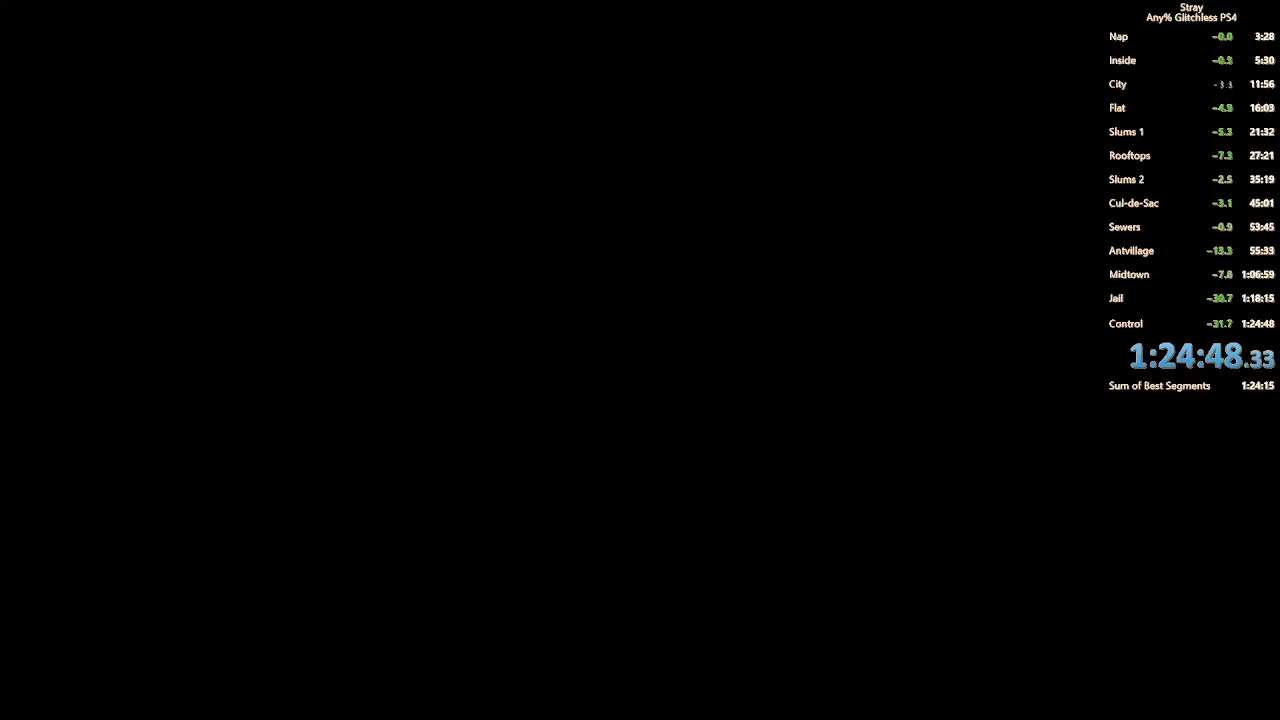 Stray
Any% Glitchless PS4
Nap -0.0 3:28
Inside -0.5 5:30
City -3.3 11:56
Flat -4.9 16:03
Slums 1 -5.3 21:32
Rooftops -7.3 27:21
Slums 2 -2.5 35:19
Cul-de-Sac -3.1 45:01
Sewers -0.9 53:45
Antvillage -13.3 55:33
Midtown -7.8 1:06:59
Jail -30.7 1:18:15
Control -31.7 1:24:48
1:24:48.33
Sum of Best Segments 1:24:15